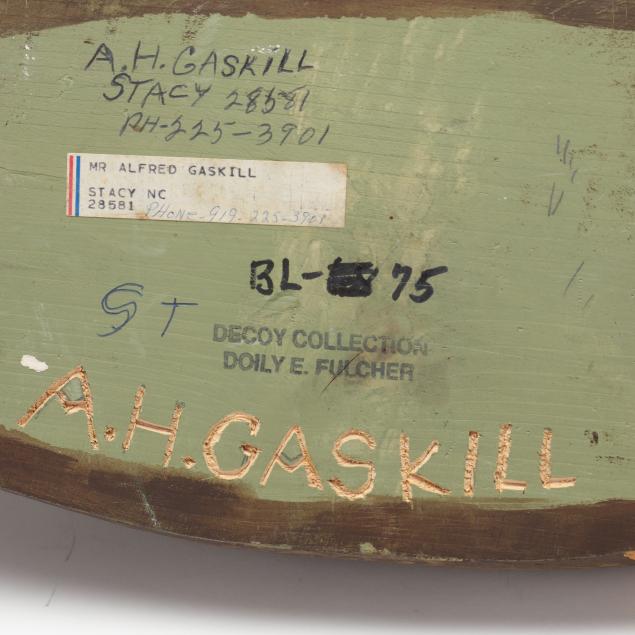 A.H. GASKILL
STACY 28581
PH-225-3901
MR ALFRED GASKILL
STACY NC
28581 PHONE-919-225-3901
BL- 75
ST
DECOY COLLECTION
DOILY E. FULCHER
A.H.GASKILL